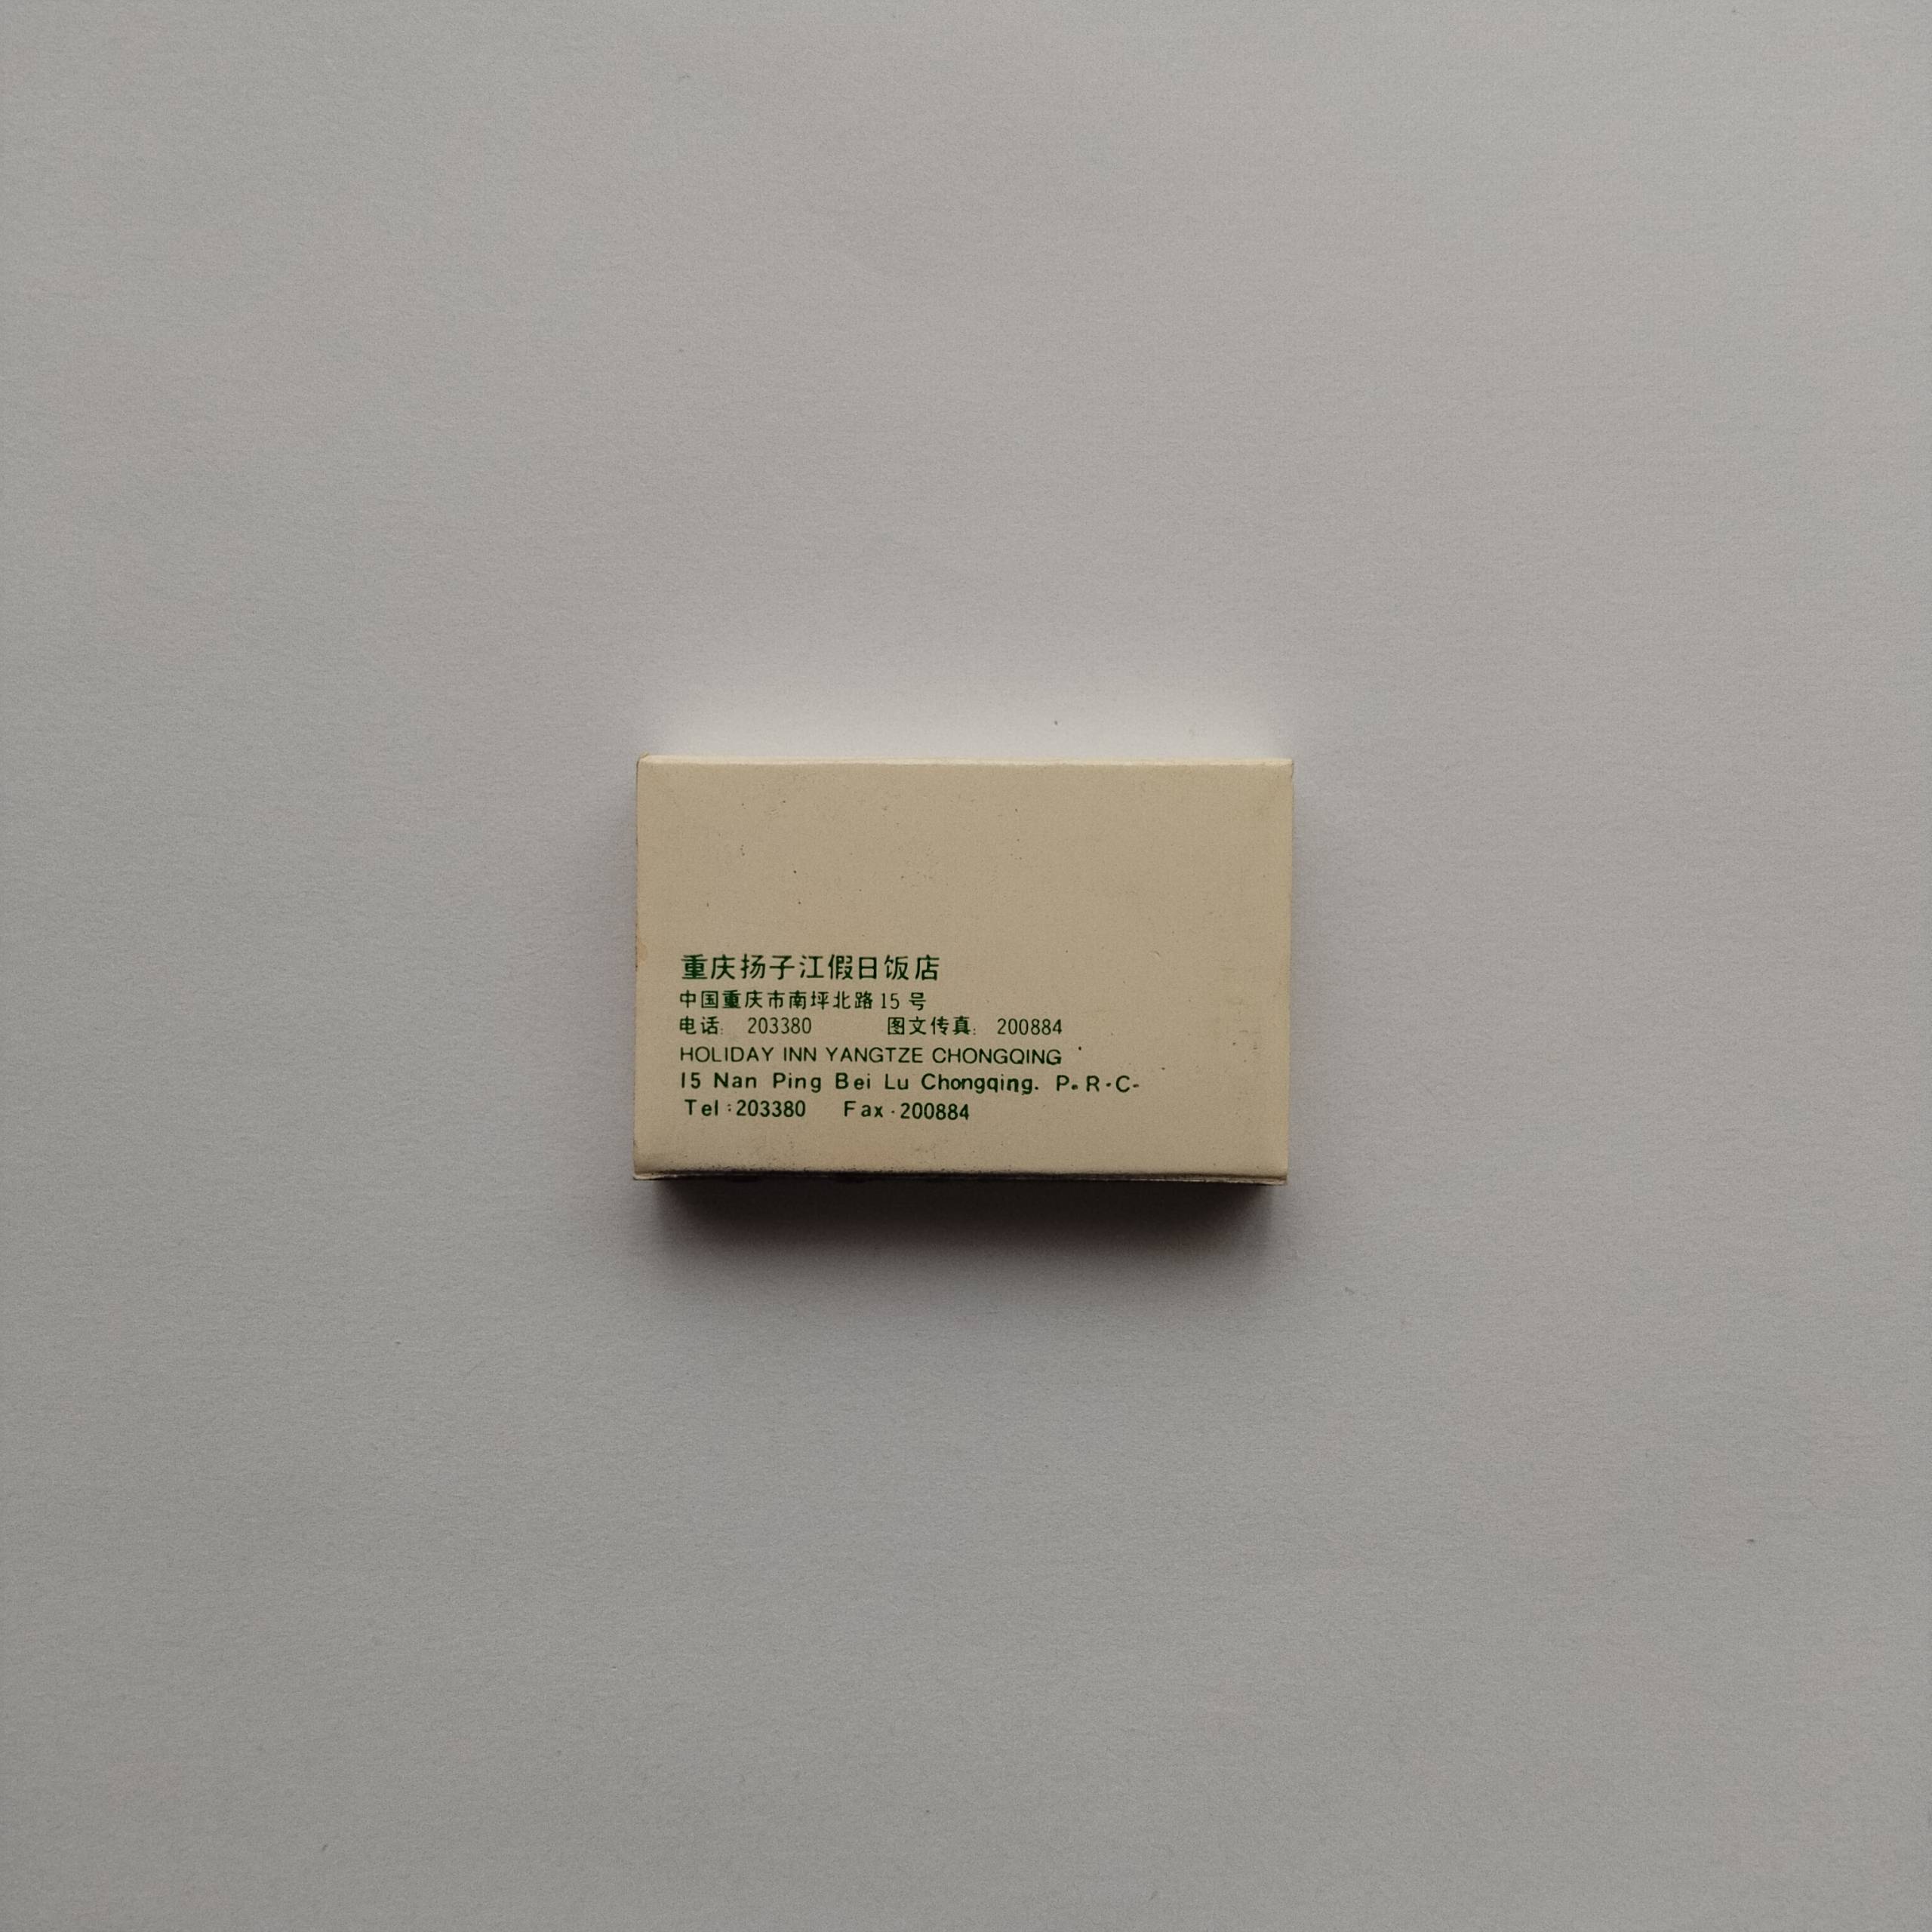 重庆扬子江假日饭店
中国重庆市南坪北路15号
电话: 203380 图文传真: 200884
HOLIDAY INN YANGTZE CHONGQING
15 Nan Ping Bei Lu Chongqing. P.R.C.
Tel:203380 Fax·200884